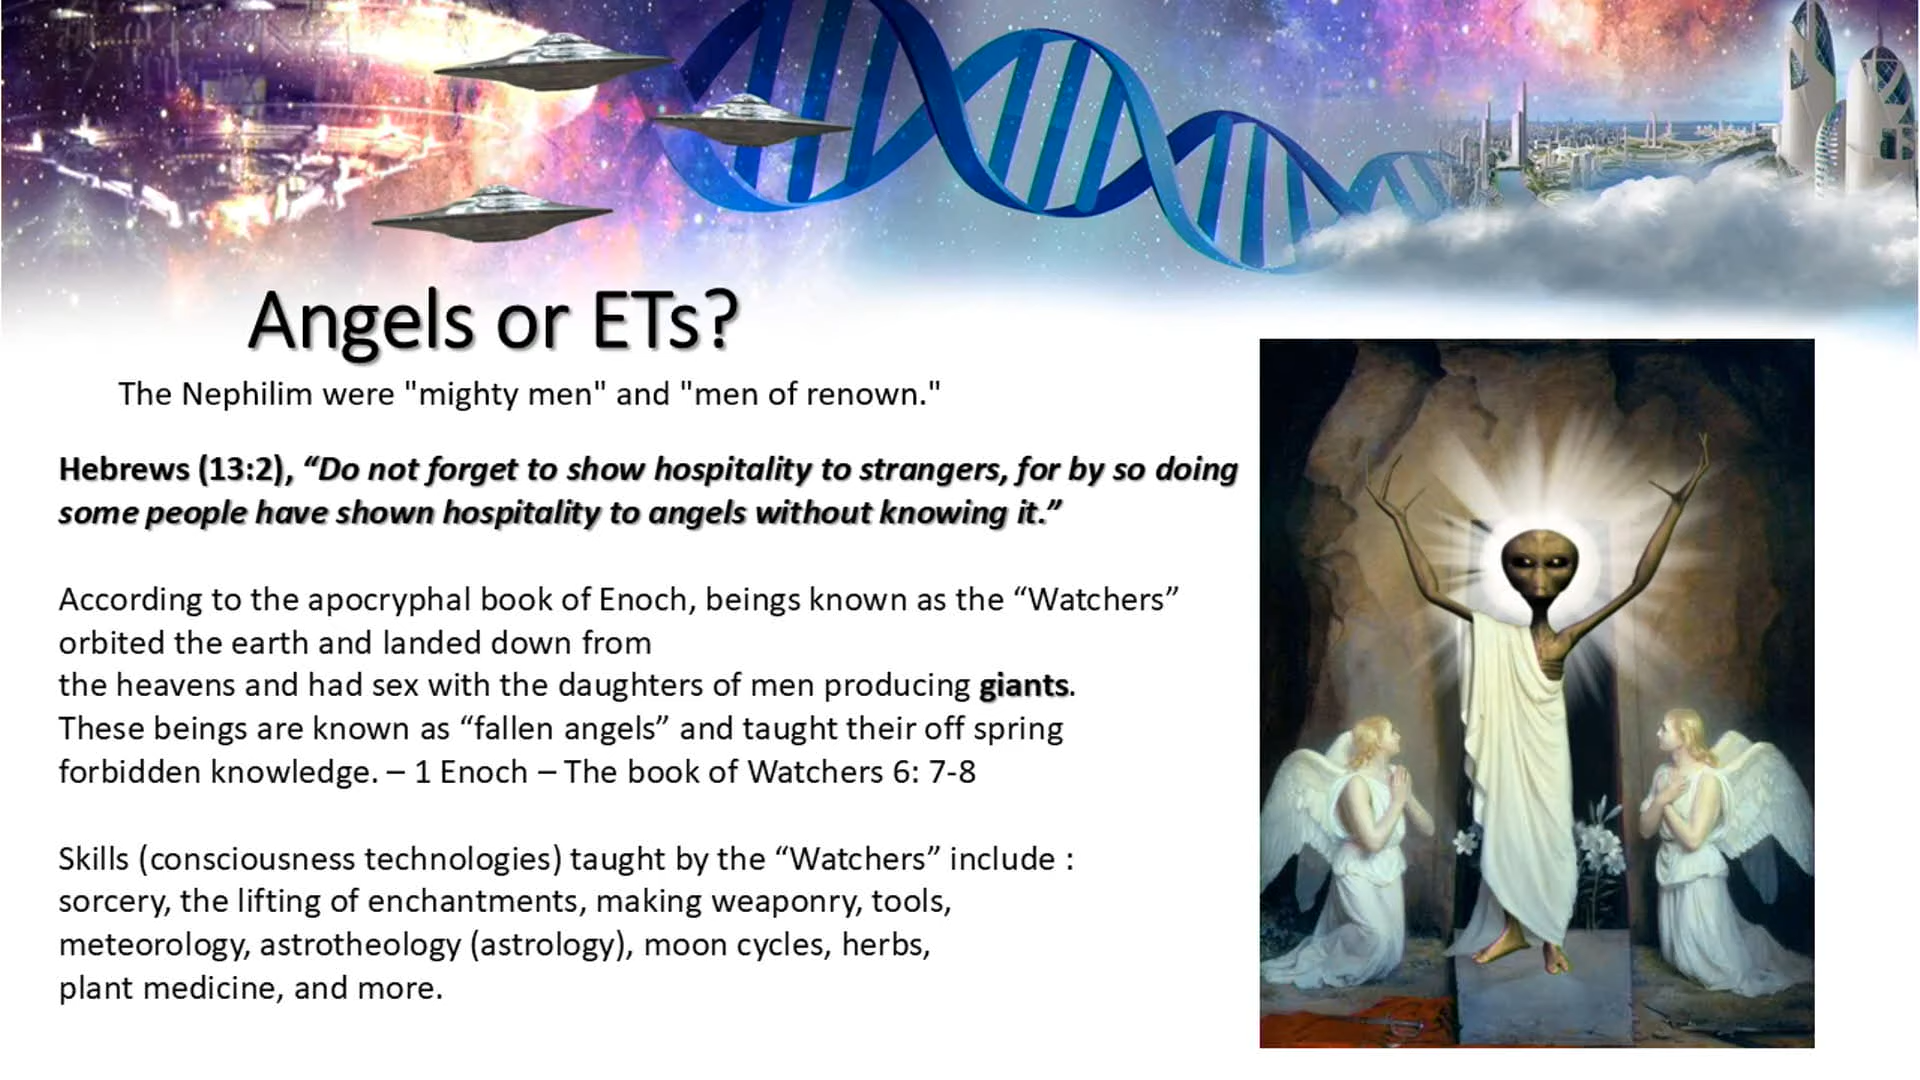 Angels or ETs?
The Nephilim were "mighty men" and "men of renown."
Hebrews (13:2), “Do not forget to show hospitality to strangers, for by so doing
some people have shown hospitality to angels without knowing it.”
According to the apocryphal book of Enoch, beings known as the “Watchers”
orbited the earth and landed down from
the heavens and had sex with the daughters of men producing giants.
These beings are known as “fallen angels” and taught their off spring
forbidden knowledge. – 1 Enoch – The book of Watchers 6: 7-8
Skills (consciousness technologies) taught by the “Watchers” include :
sorcery, the lifting of enchantments, making weaponry, tools,
meteorology, astrotheology (astrology), moon cycles, herbs,
plant medicine, and more.